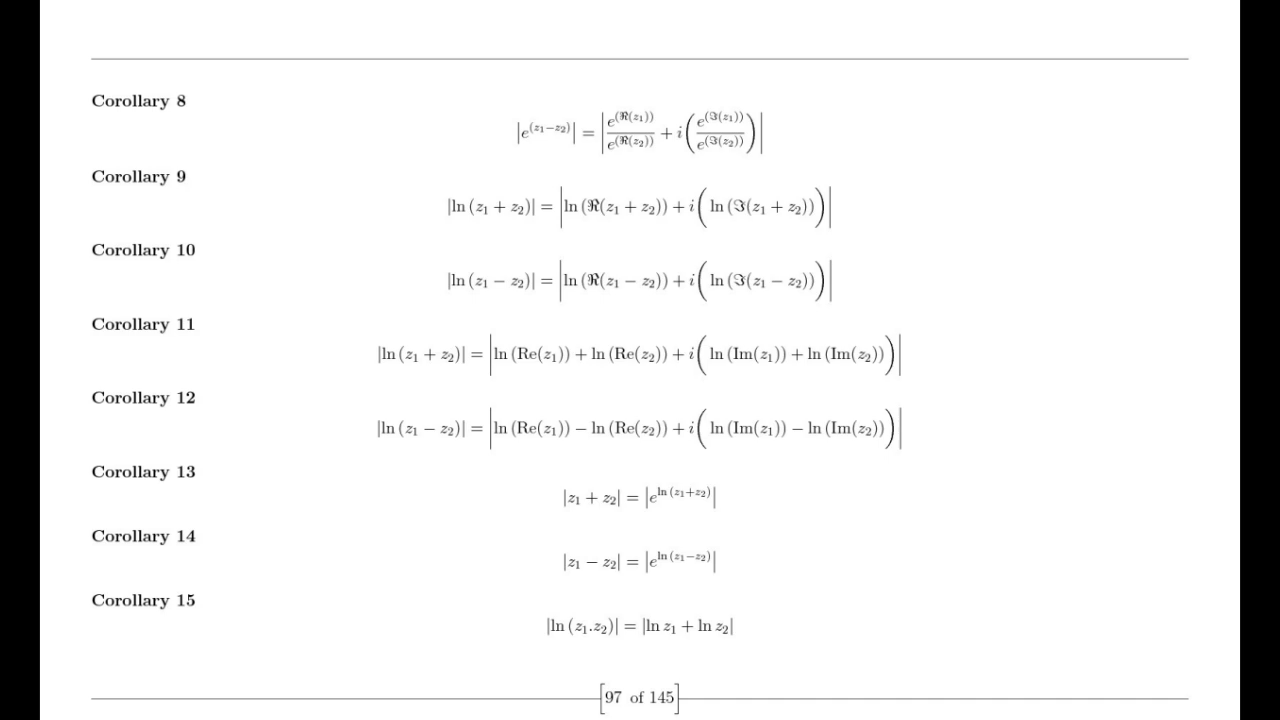 Corollary 8
|e^{(z_1−z_2)}| = |\frac{e^{(ℜ(z_1))}}{e^{(ℜ(z_2))}} + i(\frac{e^{(ℑ(z_1))}}{e^{(ℑ(z_2))}})|
Corollary 9
|ln (z_1 + z_2)| = |ln (ℜ(z_1 + z_2)) + i( ln (ℑ(z_1 + z_2)))|
Corollary 10
|ln (z_1 − z_2)| = |ln (ℜ(z_1 − z_2)) + i( ln (ℑ(z_1 − z_2)))|
Corollary 11
|ln (z_1 + z_2)| = |ln (Re(z_1)) + ln (Re(z_2)) + i( ln (Im(z_1)) + ln (Im(z_2)))|
Corollary 12
|ln (z_1 − z_2)| = |ln (Re(z_1)) − ln (Re(z_2)) + i( ln (Im(z_1)) − ln (Im(z_2)))|
Corollary 13
|z_1 + z_2| = |e^{ln (z_1+z_2)}|
Corollary 14
|z_1 − z_2| = |e^{ln (z_1−z_2)}|
Corollary 15
|ln (z_1.z_2)| = |ln z_1 + ln z_2|
[97 of 145]